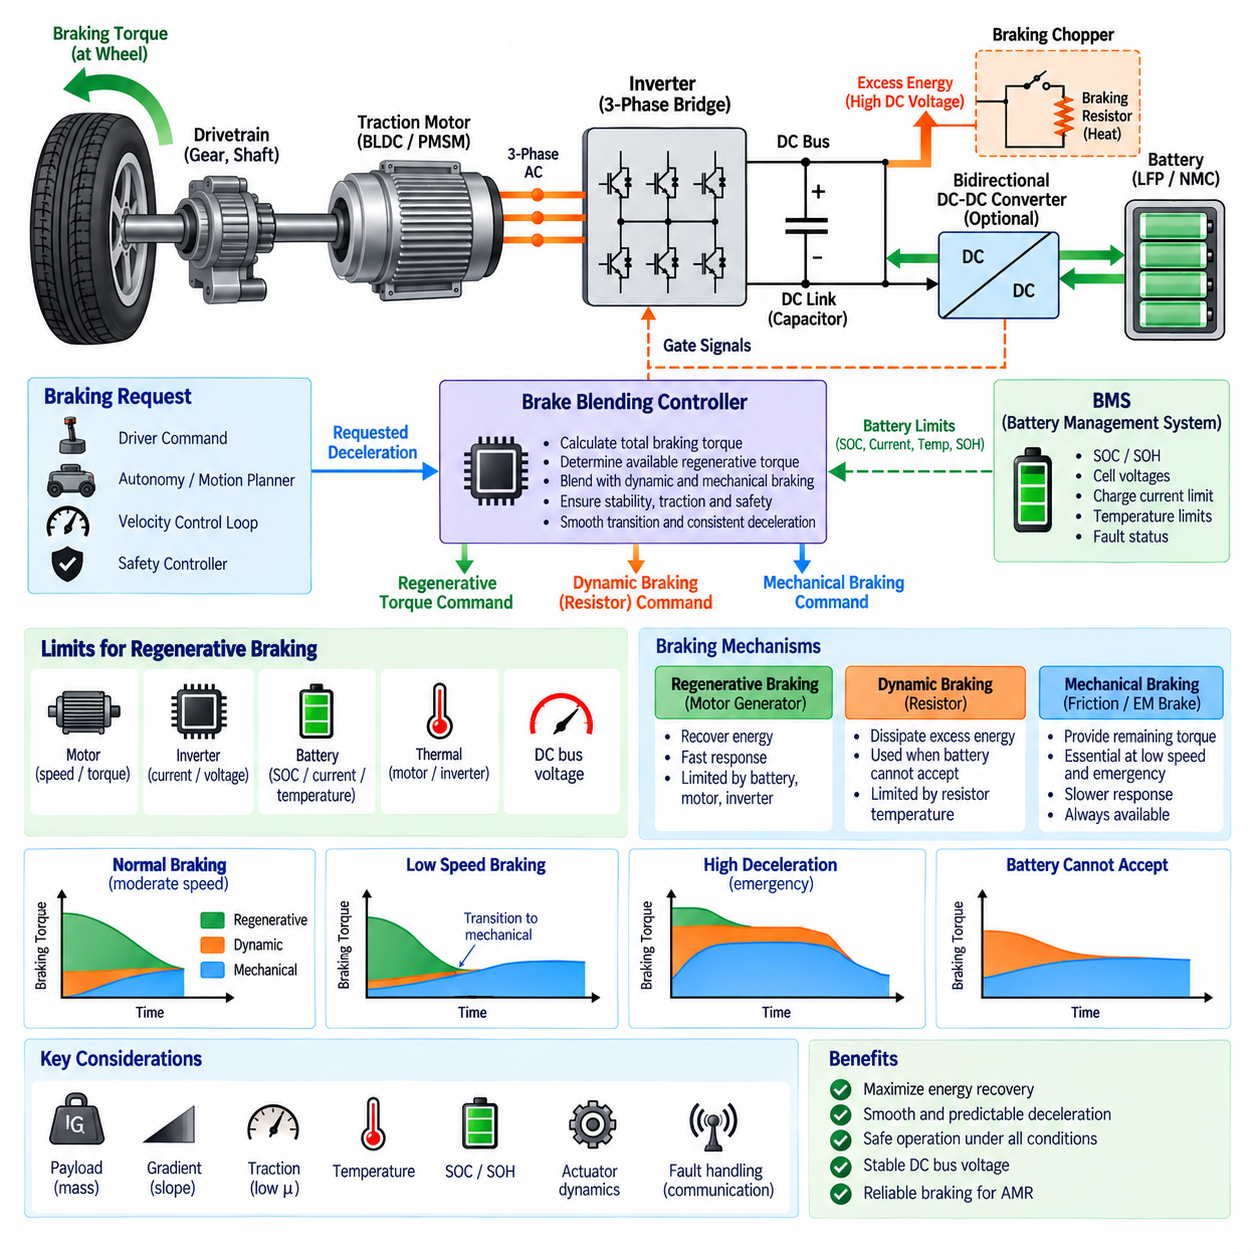 Braking Torque
(at Wheel)
Drivetrain
(Gear, Shaft)
Traction Motor
(BLDC / PMSM)
3-Phase
AC
Inverter
(3-Phase Bridge)
DC Bus
+
−
DC Link
(Capacitor)
Excess Energy
(High DC Voltage)
Braking Chopper
Braking
Resistor
(Heat)
Bidirectional
DC-DC Converter
(Optional)
DC
DC
Battery
(LFP / NMC)
Gate Signals
Braking Request
Driver Command
Autonomy / Motion Planner
Velocity Control Loop
Safety Controller
Requested
Deceleration
Brake Blending Controller
• Calculate total braking torque
• Determine available regenerative torque
• Blend with dynamic and mechanical braking
• Ensure stability, traction and safety
• Smooth transition and consistent deceleration
Battery Limits
(SOC, Current, Temp, SOH)
BMS
(Battery Management System)
• SOC / SOH
• Cell voltages
• Charge current limit
• Temperature limits
• Fault status
Regenerative
Torque Command
Dynamic Braking
(Resistor) Command
Mechanical Braking
Command
Limits for Regenerative Braking
Motor
(speed / torque)
Inverter
(current / voltage)
Battery
(SOC / current /
temperature)
Thermal
(motor / inverter)
DC bus
voltage
Braking Mechanisms
Regenerative Braking
(Motor Generator)
• Recover energy
• Fast response
• Limited by battery,
motor, inverter
Dynamic Braking
(Resistor)
• Dissipate excess energy
• Used when battery
cannot accept
• Limited by resistor
temperature
Mechanical Braking
(Friction / EM Brake)
• Provide remaining torque
• Essential at low speed
and emergency
• Slower response
• Always available
Normal Braking
(moderate speed)
Braking Torque
Regenerative
Dynamic
Mechanical
Time
Low Speed Braking
Braking Torque
Transition to
mechanical
Time
High Deceleration
(emergency)
Braking Torque
Time
Battery Cannot Accept
Braking Torque
Time
Key Considerations
IG
Payload
(mass)
Gradient
(slope)
Traction
(low μ)
Temperature
SOC / SOH
Actuator
dynamics
Fault handling
(communication)
Benefits
Maximize energy recovery
Smooth and predictable deceleration
Safe operation under all conditions
Stable DC bus voltage
Reliable braking for AMR